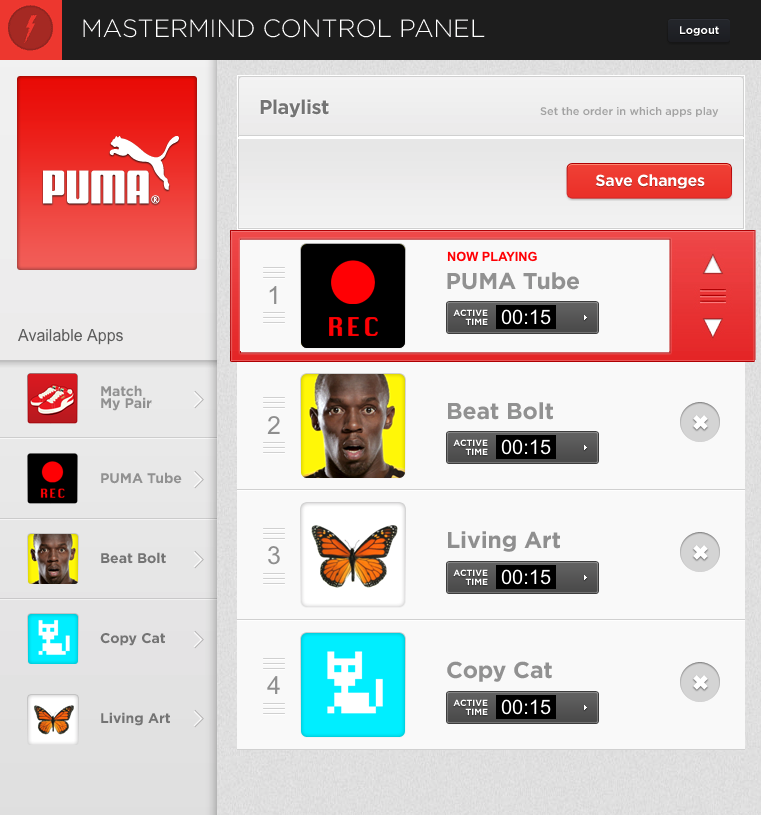 MASTERMIND CONTROL PANEL
Logout
PUMA®
Available Apps
Match
My Pair
REC
PUMA Tube
Beat Bolt
Copy Cat
Living Art
Playlist
Set the order in which apps play
Save Changes
1
REC
NOW PLAYING
PUMA Tube
ACTIVE
TIME
00:15
2
Beat Bolt
ACTIVE
TIME
00:15
3
Living Art
ACTIVE
TIME
00:15
4
Copy Cat
ACTIVE
TIME
00:15